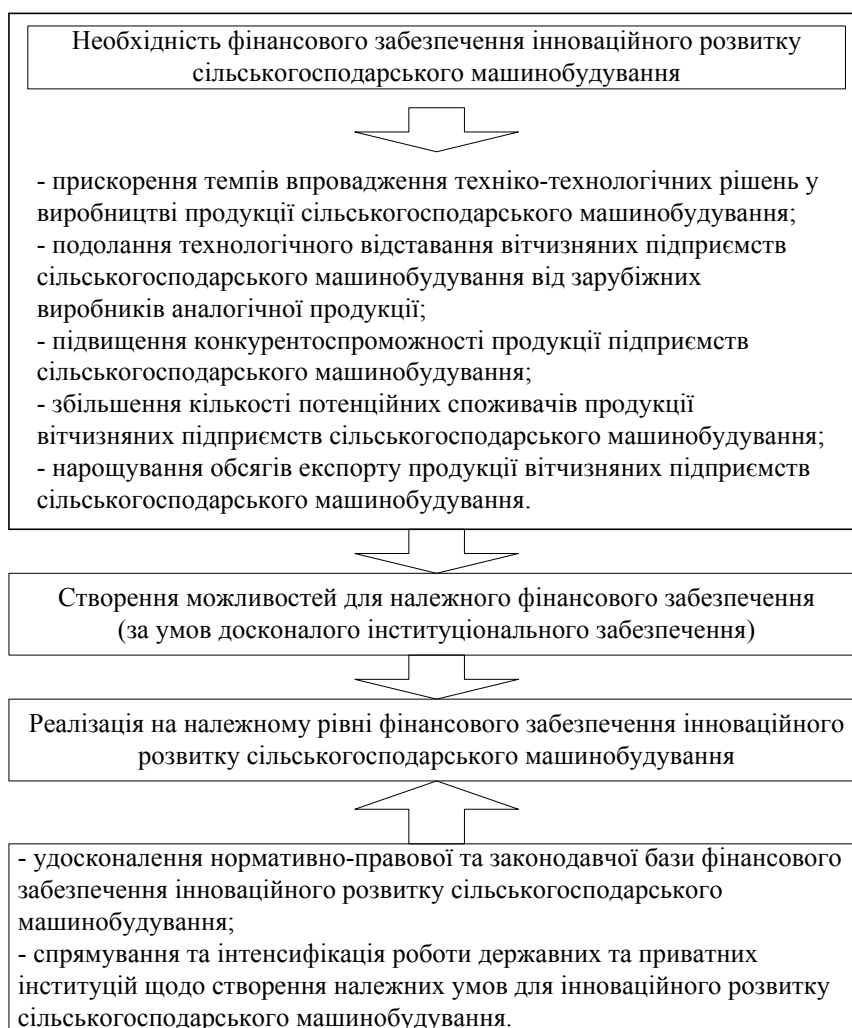 Необхідність фінансового забезпечення інноваційного розвитку
сільськогосподарського машинобудування
- прискорення темпів впровадження техніко-технологічних рішень у
виробництві продукції сільськогосподарського машинобудування;
- подолання технологічного відставання вітчизняних підприємств
сільськогосподарського машинобудування від зарубіжних
виробників аналогічної продукції;
- підвищення конкурентоспроможності продукції підприємств
сільськогосподарського машинобудування;
- збільшення кількості потенційних споживачів продукції
вітчизняних підприємств сільськогосподарського машинобудування;
- нарощування обсягів експорту продукції вітчизняних підприємств
сільськогосподарського машинобудування.
Створення можливостей для належного фінансового забезпечення
(за умов досконалого інституціонального забезпечення)
Реалізація на належному рівні фінансового забезпечення інноваційного
розвитку сільськогосподарського машинобудування
- удосконалення нормативно-правової та законодавчої бази фінансового
забезпечення інноваційного розвитку сільськогосподарського
машинобудування;
- спрямування та інтенсифікація роботи державних та приватних
інституцій щодо створення належних умов для інноваційного розвитку
сільськогосподарського машинобудування.